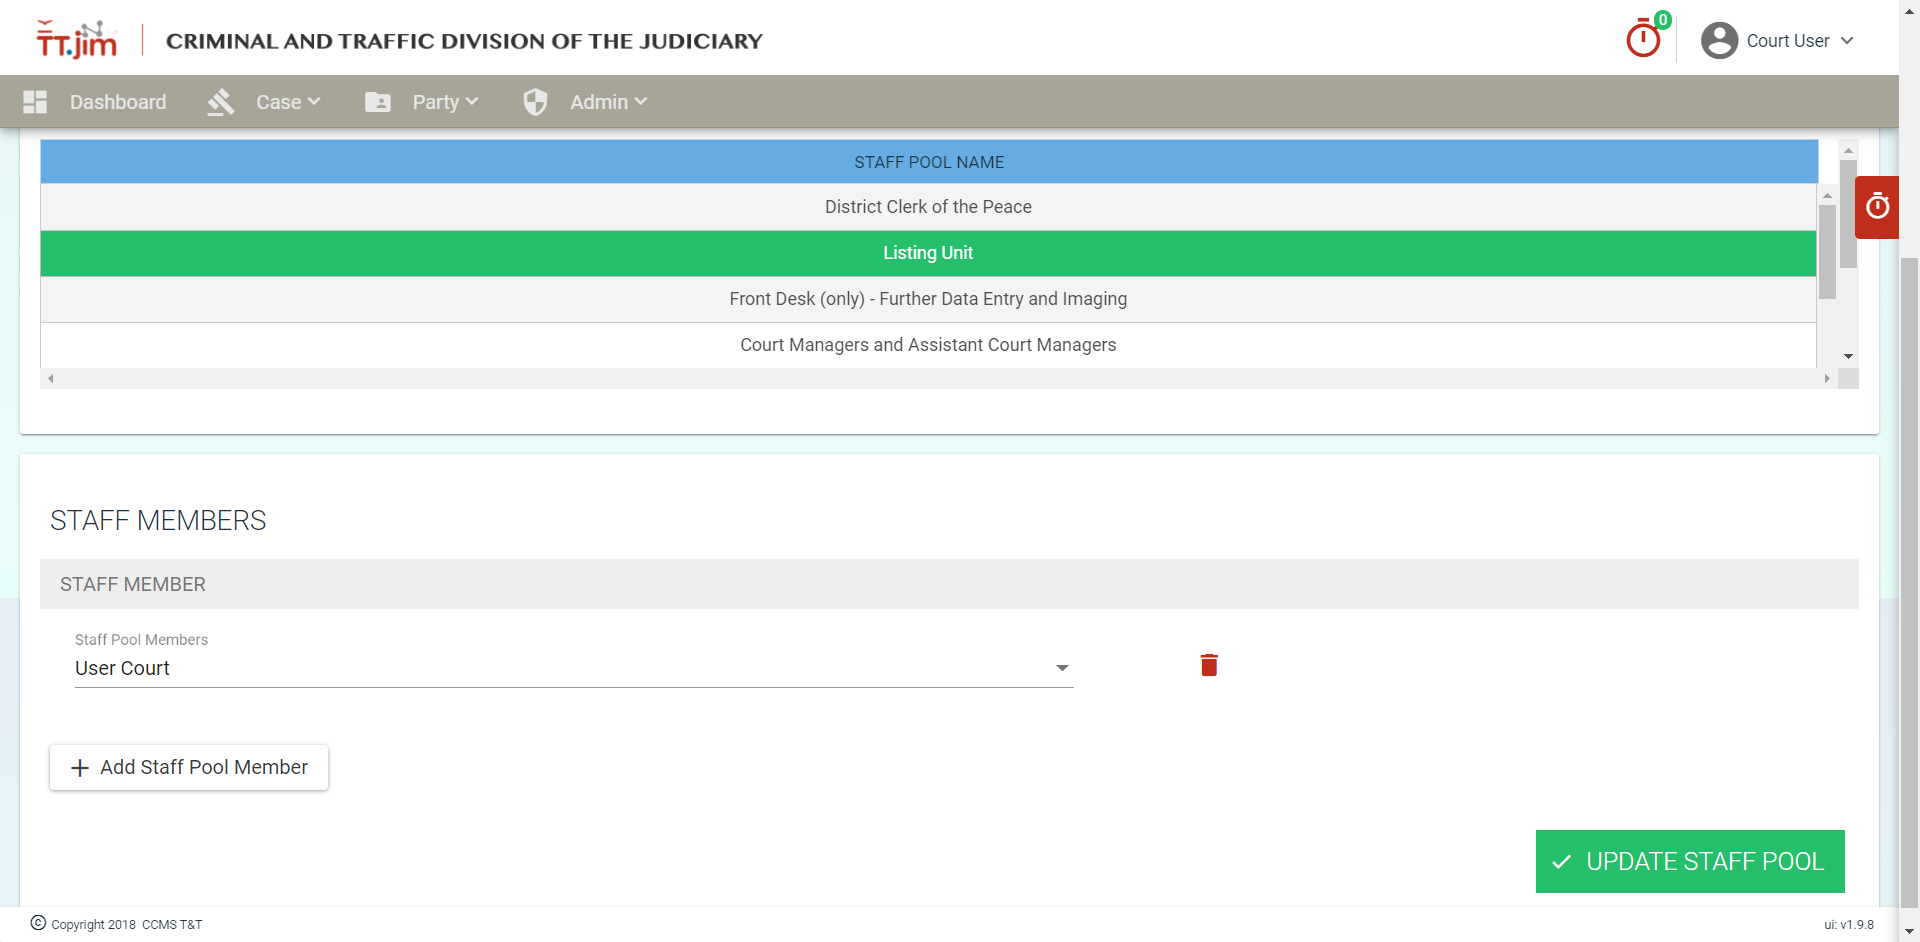 TT.jim
CRIMINAL AND TRAFFIC DIVISION OF THE JUDICIARY
0
Court User
Dashboard
Case
Party
Admin
STAFF POOL NAME
District Clerk of the Peace
Listing Unit
Front Desk (only) - Further Data Entry and Imaging
Court Managers and Assistant Court Managers
STAFF MEMBERS
STAFF MEMBER
Staff Pool Members
User Court
+ Add Staff Pool Member
UPDATE STAFF POOL
© Copyright 2018 CCMS T&T
ui: v1.9.8